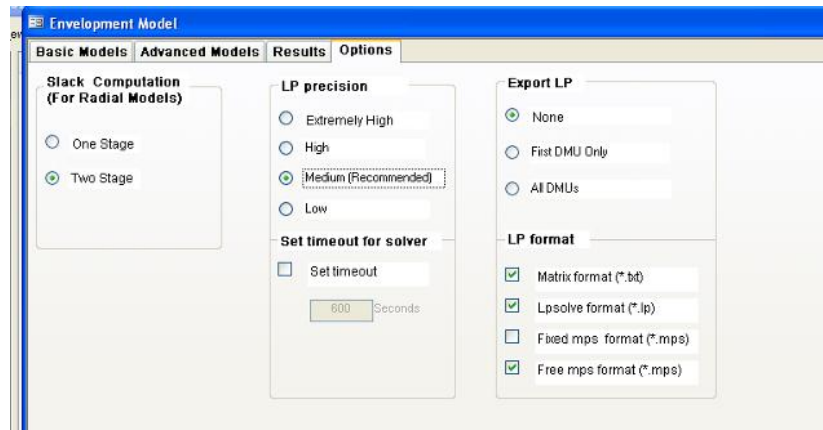 Envelopment Model
Basic Models Advanced Models Results Options
Slack Computation
(For Radial Models)
One Stage
Two Stage
LP precision
Extremely High
High
Medium (Recommended)
Low
Set timeout for solver
Set timeout
600 Seconds
Export LP
None
First DMU Only
All DMUs
LP format
Matrix format (*.txt)
Lpsolve format (*.lp)
Fixed mps format (*.mps)
Free mps format (*.mps)